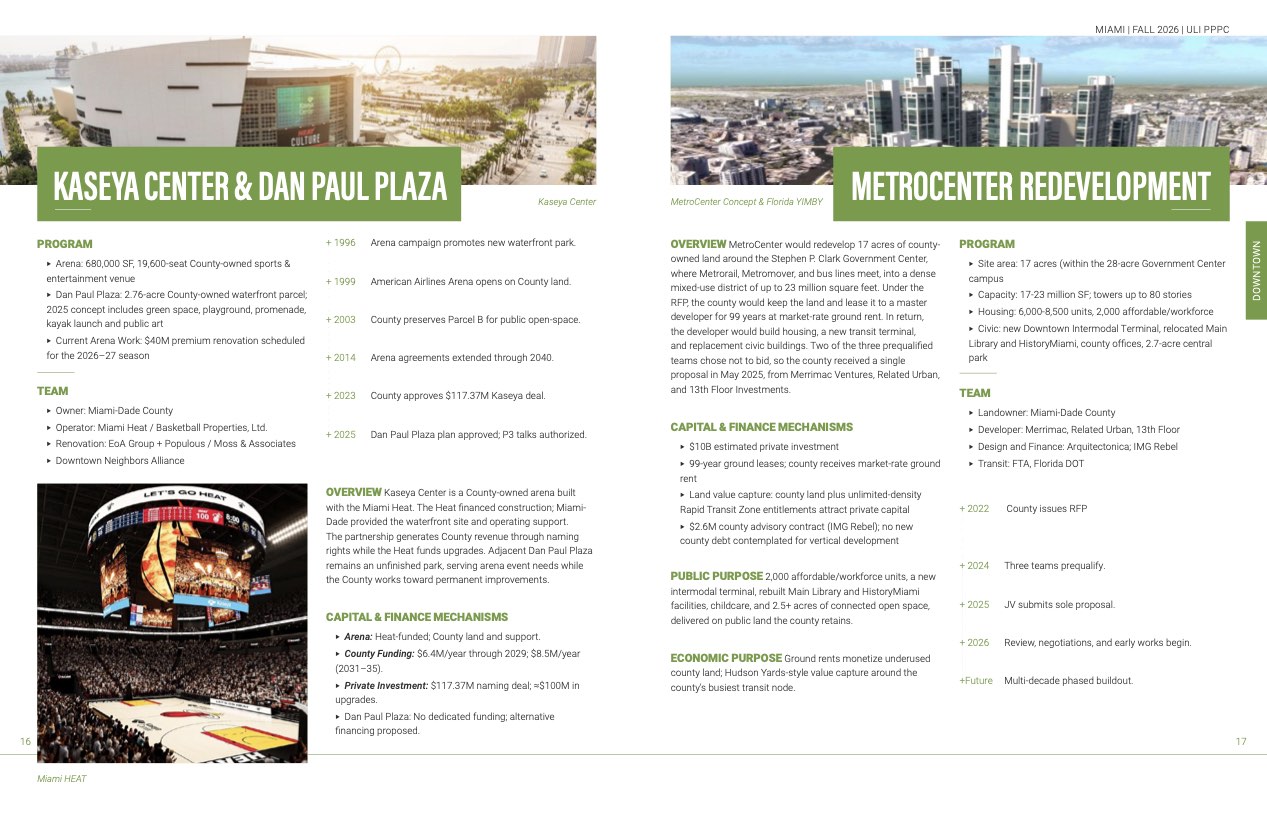 MIAMI | FALL 2026 | ULI PPPC
KASEYA CENTER & DAN PAUL PLAZA
Kaseya Center
PROGRAM
▸ Arena: 680,000 SF, 19,600-seat County-owned sports &
entertainment venue
▸ Dan Paul Plaza: 2.76-acre County-owned waterfront parcel;
2025 concept includes green space, playground, promenade,
kayak launch and public art
▸ Current Arena Work: $40M premium renovation scheduled
for the 2026–27 season
TEAM
▸ Owner: Miami-Dade County
▸ Operator: Miami Heat / Basketball Properties, Ltd.
▸ Renovation: EoA Group + Populous / Moss & Associates
▸ Downtown Neighbors Alliance
+ 1996 Arena campaign promotes new waterfront park.
+ 1999 American Airlines Arena opens on County land.
+ 2003 County preserves Parcel B for public open-space.
+ 2014 Arena agreements extended through 2040.
+ 2023 County approves $117.37M Kaseya deal.
+ 2025 Dan Paul Plaza plan approved; P3 talks authorized.
LET'S GO HEAT
100
8:00
HEAT
CULTURE
OVERVIEW Kaseya Center is a County-owned arena built
with the Miami Heat. The Heat financed construction; Miami-
Dade provided the waterfront site and operating support.
The partnership generates County revenue through naming
rights while the Heat funds upgrades. Adjacent Dan Paul Plaza
remains an unfinished park, serving arena event needs while
the County works toward permanent improvements.
CAPITAL & FINANCE MECHANISMS
▸ Arena: Heat-funded; County land and support.
▸ County Funding: $6.4M/year through 2029; $8.5M/year
(2031–35).
▸ Private Investment: $117.37M naming deal; ≈$100M in
upgrades.
▸ Dan Paul Plaza: No dedicated funding; alternative
financing proposed.
16
Miami HEAT
METROCENTER REDEVELOPMENT
MetroCenter Concept & Florida YIMBY
OVERVIEW MetroCenter would redevelop 17 acres of county-
owned land around the Stephen P. Clark Government Center,
where Metrorail, Metromover, and bus lines meet, into a dense
mixed-use district of up to 23 million square feet. Under the
RFP, the county would keep the land and lease it to a master
developer for 99 years at market-rate ground rent. In return,
the developer would build housing, a new transit terminal,
and replacement civic buildings. Two of the three prequalified
teams chose not to bid, so the county received a single
proposal in May 2025, from Merrimac Ventures, Related Urban,
and 13th Floor Investments.
CAPITAL & FINANCE MECHANISMS
▸ $10B estimated private investment
▸ 99-year ground leases; county receives market-rate ground
rent
▸ Land value capture: county land plus unlimited-density
Rapid Transit Zone entitlements attract private capital
▸ $2.6M county advisory contract (IMG Rebel); no new
county debt contemplated for vertical development
PUBLIC PURPOSE 2,000 affordable/workforce units, a new
intermodal terminal, rebuilt Main Library and HistoryMiami
facilities, childcare, and 2.5+ acres of connected open space,
delivered on public land the county retains.
ECONOMIC PURPOSE Ground rents monetize underused
county land; Hudson Yards-style value capture around the
county's busiest transit node.
PROGRAM
▸ Site area: 17 acres (within the 28-acre Government Center
campus
▸ Capacity: 17-23 million SF; towers up to 80 stories
▸ Housing: 6,000-8,500 units, 2,000 affordable/workforce
▸ Civic: new Downtown Intermodal Terminal, relocated Main
Library and HistoryMiami, county offices, 2.7-acre central
park
TEAM
▸ Landowner: Miami-Dade County
▸ Developer: Merrimac, Related Urban, 13th Floor
▸ Design and Finance: Arquitectonica; IMG Rebel
▸ Transit: FTA, Florida DOT
+ 2022 County issues RFP
+ 2024 Three teams prequalify.
+ 2025 JV submits sole proposal.
+ 2026 Review, negotiations, and early works begin.
+Future Multi-decade phased buildout.
DOWNTOWN
17